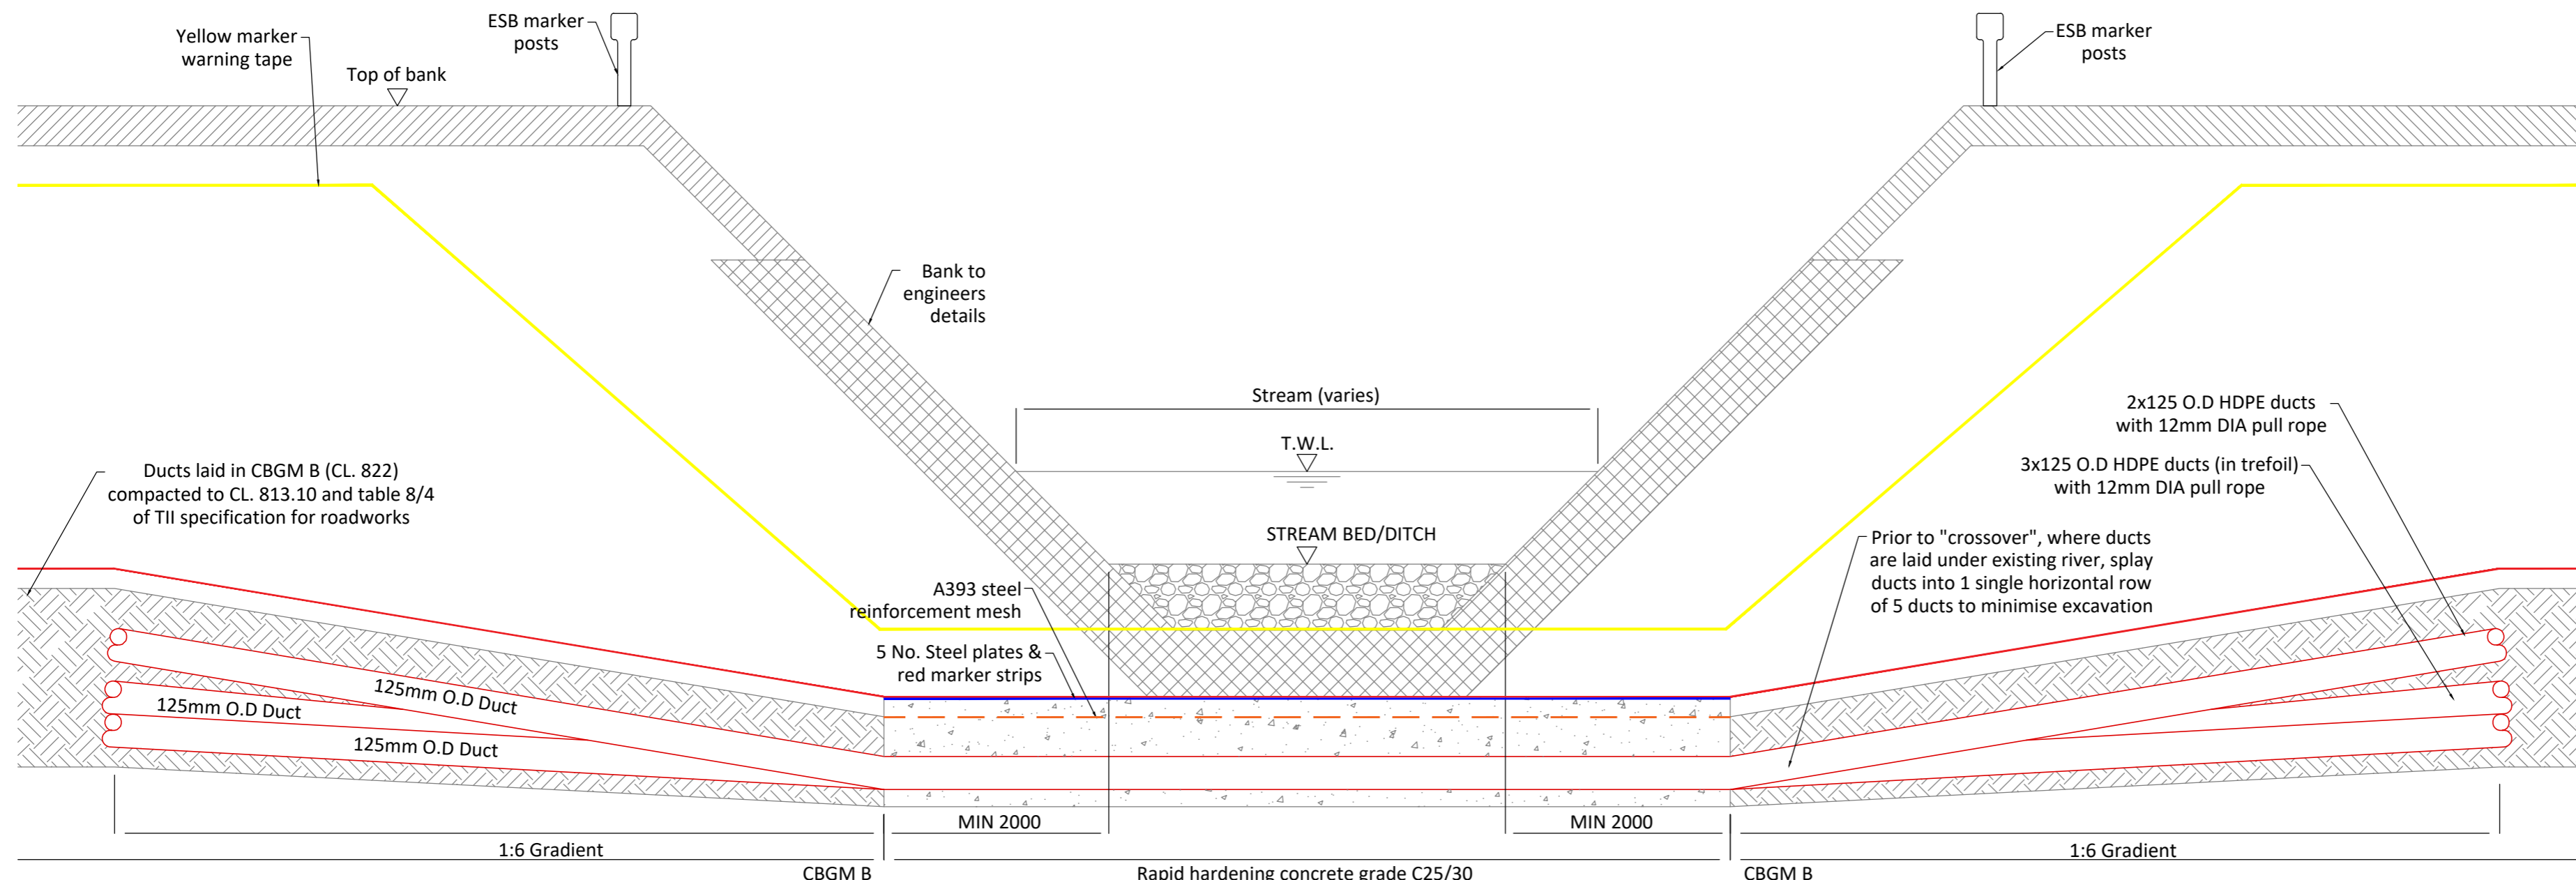 ESB marker
posts
Yellow marker
warning tape
Top of bank
ESB marker
posts
Bank to
engineers
details
Stream (varies)
T.W.L.
STREAM BED/DITCH
2x125 O.D HDPE ducts
with 12mm DIA pull rope
3x125 O.D HDPE ducts (in trefoil)
with 12mm DIA pull rope
Ducts laid in CBGM B (CL. 822)
compacted to CL. 813.10 and table 8/4
of TII specification for roadworks
Prior to "crossover", where ducts
are laid under existing river, splay
ducts into 1 single horizontal row
of 5 ducts to minimise excavation
A393 steel
reinforcement mesh
5 No. Steel plates &
red marker strips
125mm O.D Duct
125mm O.D Duct
125mm O.D Duct
MIN 2000
MIN 2000
1:6 Gradient
1:6 Gradient
CBGM B
Rapid hardening concrete grade C25/30
CBGM B